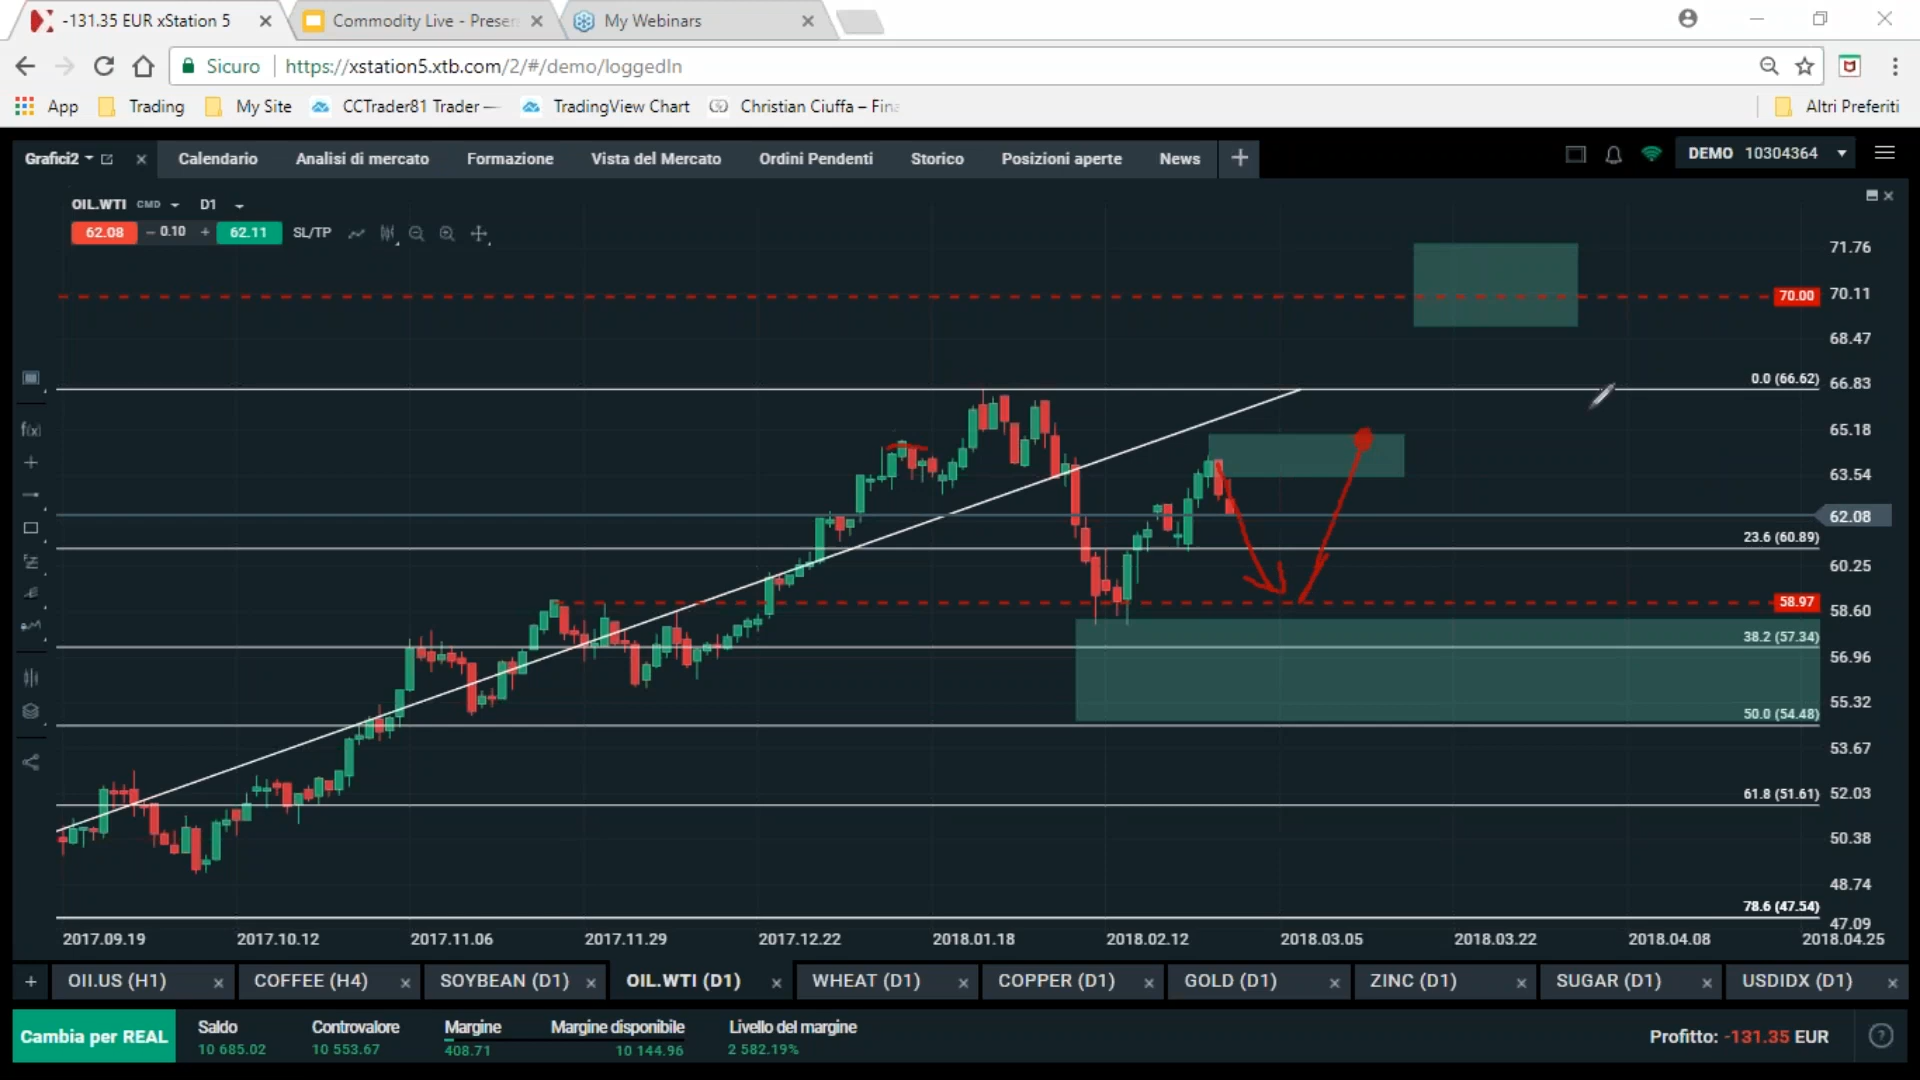 -131.35 EUR xStation 5
Commodity Live - Presen
My Webinars
Sicuro https://xstation5.xtb.com/2/#/demo/loggedIn
App Trading My Site CCTrader81 Trader — TradingView Chart Christian Ciuffa – Fina Altri Preferiti
Grafici2 Calendario Analisi di mercato Formazione Vista del Mercato Ordini Pendenti Storico Posizioni aperte News + DEMO 10304364
OIL.WTI CMD D1
62.08 – 0.10 + 62.11 SL/TP
71.76
70.00
70.11
68.47
0.0 (66.62)
66.83
65.18
63.54
62.08
23.6 (60.89)
60.25
58.97
58.60
38.2 (57.34)
56.96
55.32
50.0 (54.48)
53.67
61.8 (51.61)
52.03
50.38
48.74
78.6 (47.54)
47.09
f(x)
2017.09.19 2017.10.12 2017.11.06 2017.11.29 2017.12.22 2018.01.18 2018.02.12 2018.03.05 2018.03.22 2018.04.08 2018.04.25
+ OIl.US (H1) COFFEE (H4) SOYBEAN (D1) OIL.WTI (D1) WHEAT (D1) COPPER (D1) GOLD (D1) ZINC (D1) SUGAR (D1) USDIDX (D1)
Cambia per REAL
Saldo Controvalore Margine Margine disponibile Livello del margine
10 685.02 10 553.67 408.71 10 144.96 2 582.19%
Profitto: -131.35 EUR ?